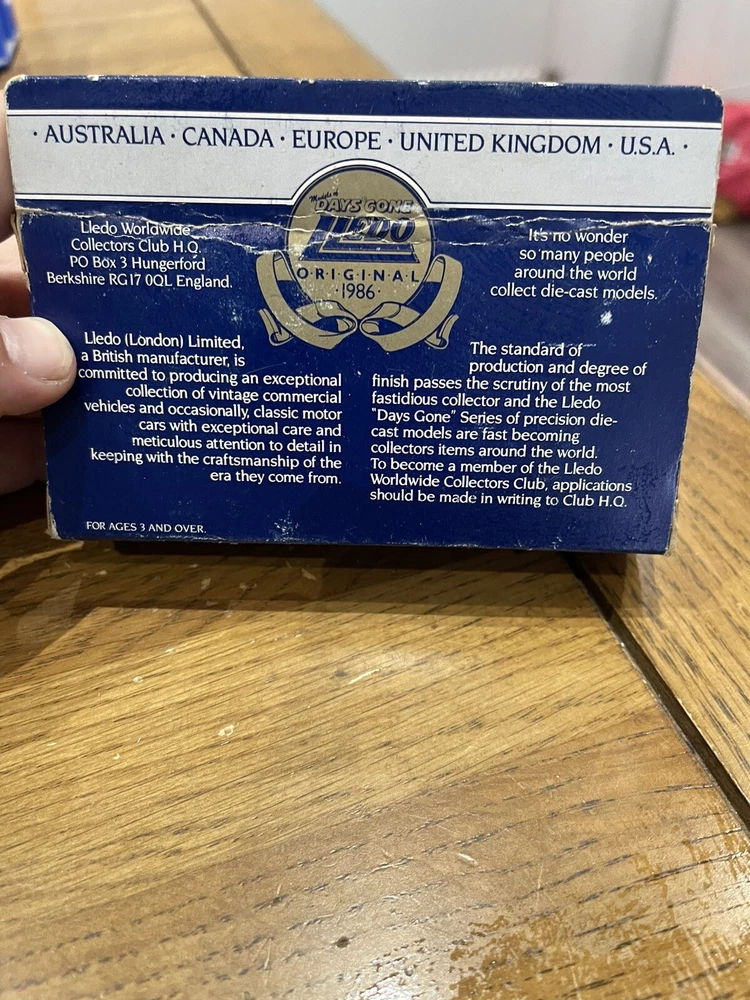 · AUSTRALIA · CANADA · EUROPE · UNITED KINGDOM · U.S.A. ·
Models of
DAYS GONE
LLEDO
O·R·I·G·I·N·A·L
·1986·
Lledo Worldwide
Collectors Club H.Q.
PO Box 3 Hungerford
Berkshire RG17 0QL England.
It's no wonder
so many people
around the world
collect die-cast models.
Lledo (London) Limited,
a British manufacturer, is
committed to producing an exceptional
collection of vintage commercial
vehicles and occasionally, classic motor
cars with exceptional care and
meticulous attention to detail in
keeping with the craftsmanship of the
era they come from.
The standard of
production and degree of
finish passes the scrutiny of the most
fastidious collector and the Lledo
"Days Gone" Series of precision die-
cast models are fast becoming
collectors items around the world.
To become a member of the Lledo
Worldwide Collectors Club, applications
should be made in writing to Club H.Q.
FOR AGES 3 AND OVER.